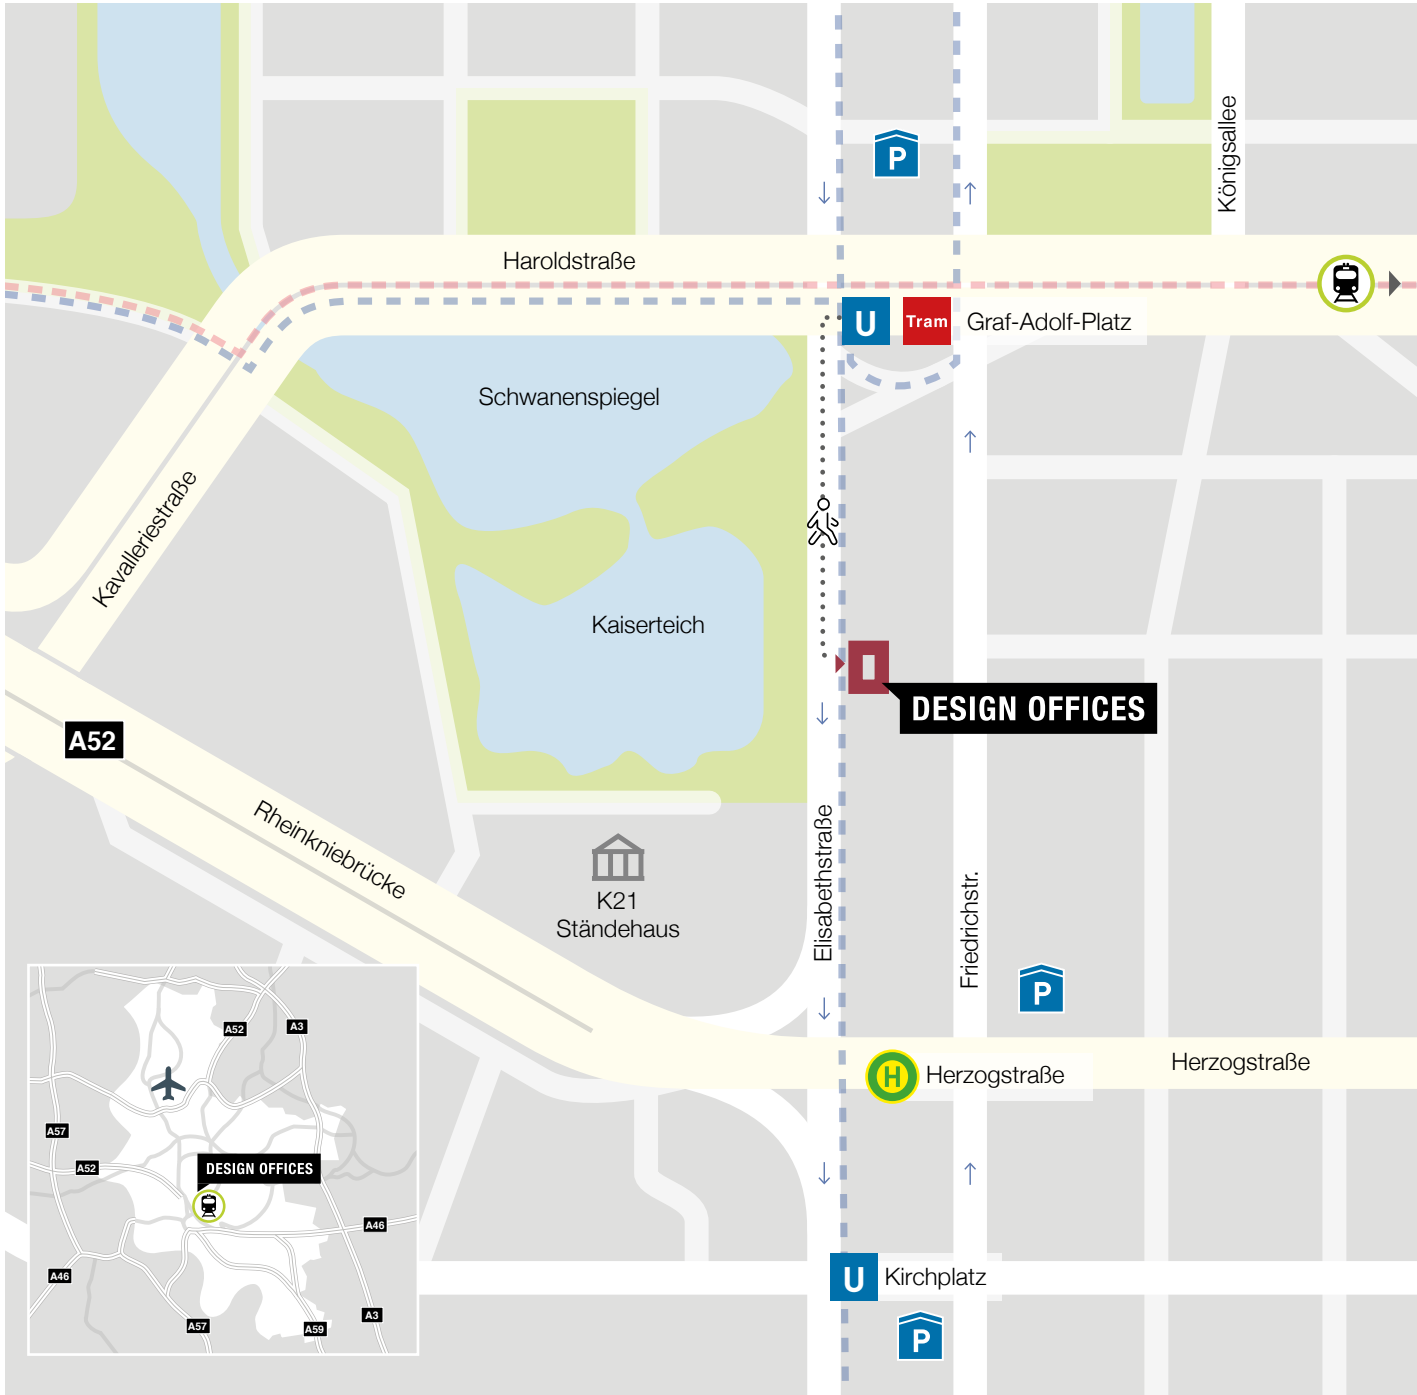 P
Königsallee
Haroldstraße
U
Tram
Graf-Adolf-Platz
Schwanenspiegel
Kavalleriestraße
Kaiserteich
DESIGN OFFICES
A52
Rheinkniebrücke
Elisabethstraße
K21
Ständehaus
Friedrichstr.
P
H
Herzogstraße
Herzogstraße
A52
A3
A57
A52
DESIGN OFFICES
A46
A46
A57
A3
A59
U
Kirchplatz
P